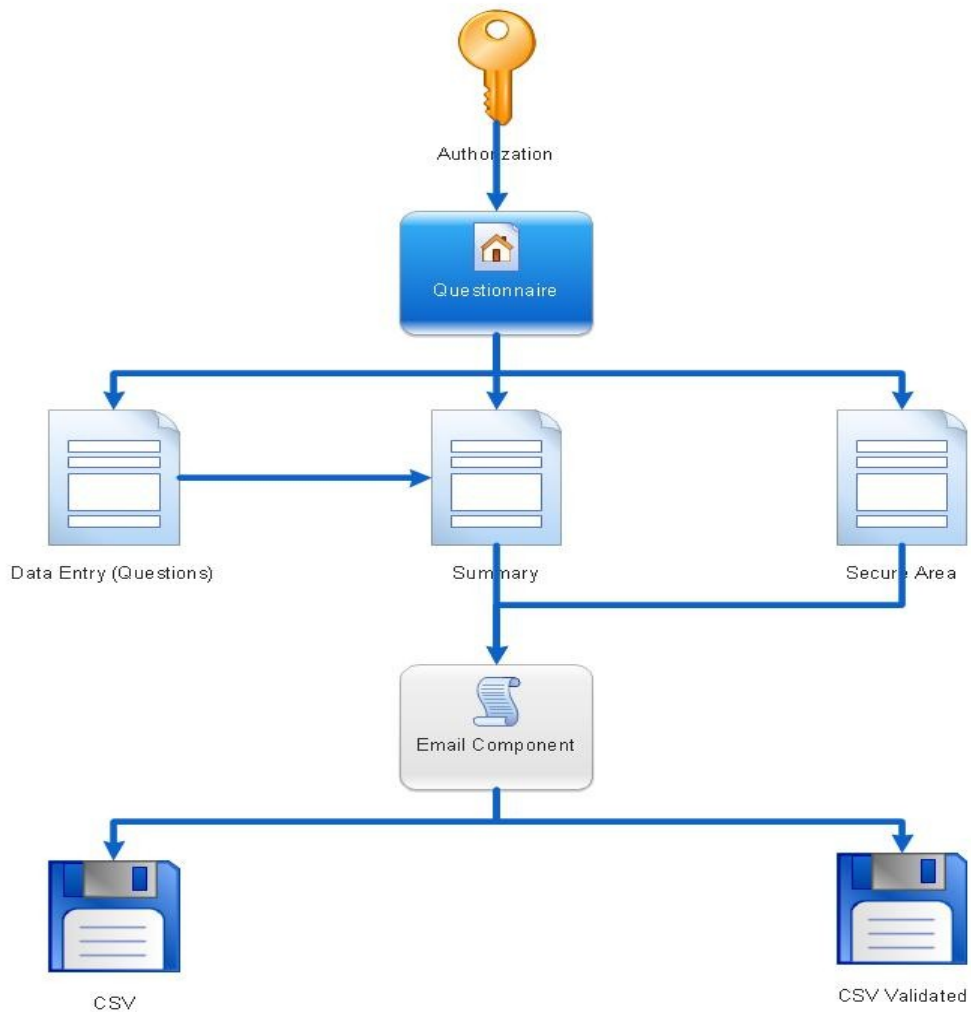 Authorization
Questionnaire
Data Entry (Questions)
Summary
Secure Area
Email Component
CSV
CSV Validated